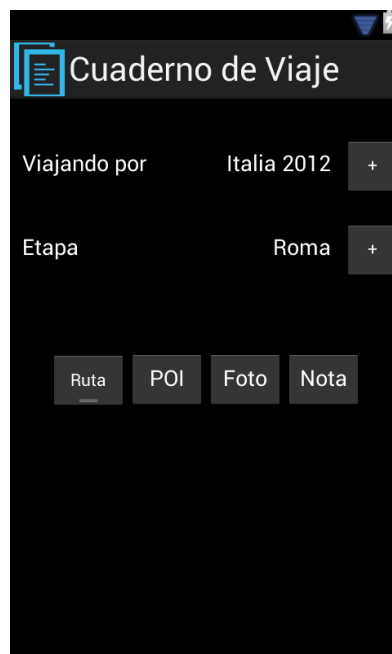 Cuaderno de Viaje
Viajando por Italia 2012 +
Etapa Roma +
Ruta POI Foto Nota